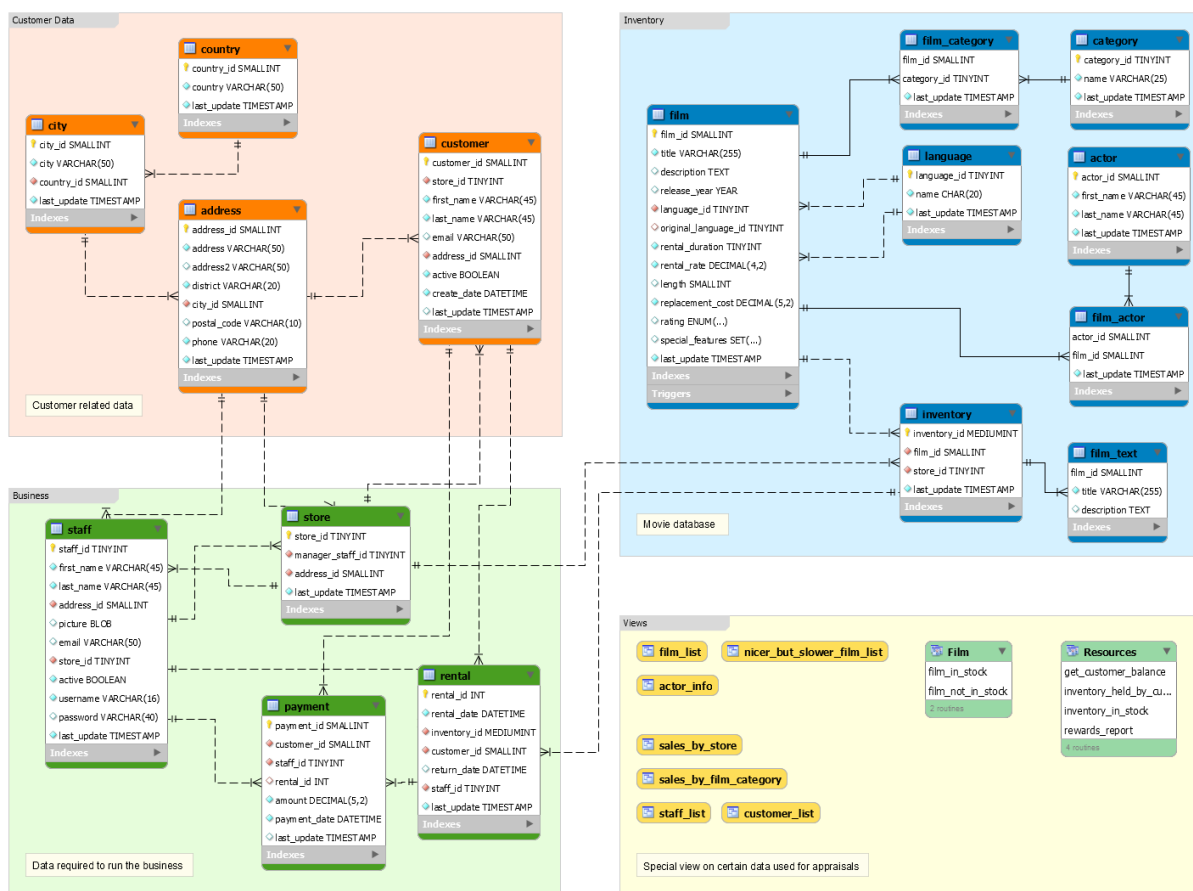 Customer Data
country
country_id SMALLINT
country VARCHAR(50)
last_update TIMESTAMP
Indexes
city
city_id SMALLINT
city VARCHAR(50)
country_id SMALLINT
last_update TIMESTAMP
Indexes
address
address_id SMALLINT
address VARCHAR(50)
address2 VARCHAR(50)
district VARCHAR(20)
city_id SMALLINT
postal_code VARCHAR(10)
phone VARCHAR(20)
last_update TIMESTAMP
Indexes
customer
customer_id SMALLINT
store_id TINYINT
first_name VARCHAR(45)
last_name VARCHAR(45)
email VARCHAR(50)
address_id SMALLINT
active BOOLEAN
create_date DATETIME
last_update TIMESTAMP
Indexes
Customer related data
Inventory
film
film_id SMALLINT
title VARCHAR(255)
description TEXT
release_year YEAR
language_id TINYINT
original_language_id TINYINT
rental_duration TINYINT
rental_rate DECIMAL(4,2)
length SMALLINT
replacement_cost DECIMAL(5,2)
rating ENUM(...)
special_features SET(...)
last_update TIMESTAMP
Indexes
Triggers
film_category
film_id SMALLINT
category_id TINYINT
last_update TIMESTAMP
Indexes
category
category_id TINYINT
name VARCHAR(25)
last_update TIMESTAMP
Indexes
language
language_id TINYINT
name CHAR(20)
last_update TIMESTAMP
Indexes
actor
actor_id SMALLINT
first_name VARCHAR(45)
last_name VARCHAR(45)
last_update TIMESTAMP
Indexes
film_actor
actor_id SMALLINT
film_id SMALLINT
last_update TIMESTAMP
Indexes
inventory
inventory_id MEDIUMINT
film_id SMALLINT
store_id TINYINT
last_update TIMESTAMP
Indexes
film_text
film_id SMALLINT
title VARCHAR(255)
description TEXT
Indexes
Movie database
Business
staff
staff_id TINYINT
first_name VARCHAR(45)
last_name VARCHAR(45)
address_id SMALLINT
picture BLOB
email VARCHAR(50)
store_id TINYINT
active BOOLEAN
username VARCHAR(16)
password VARCHAR(40)
last_update TIMESTAMP
Indexes
store
store_id TINYINT
manager_staff_id TINYINT
address_id SMALLINT
last_update TIMESTAMP
Indexes
payment
payment_id SMALLINT
customer_id SMALLINT
staff_id TINYINT
rental_id INT
amount DECIMAL(5,2)
payment_date DATETIME
last_update TIMESTAMP
Indexes
rental
rental_id INT
rental_date DATETIME
inventory_id MEDIUMINT
customer_id SMALLINT
return_date DATETIME
staff_id TINYINT
last_update TIMESTAMP
Indexes
Data required to run the business
Views
film_list
nicer_but_slower_film_list
actor_info
sales_by_store
sales_by_film_category
staff_list
customer_list
Film
film_in_stock
film_not_in_stock
2 routines
Resources
get_customer_balance
inventory_held_by_cu...
inventory_in_stock
rewards_report
4 routines
Special view on certain data used for appraisals